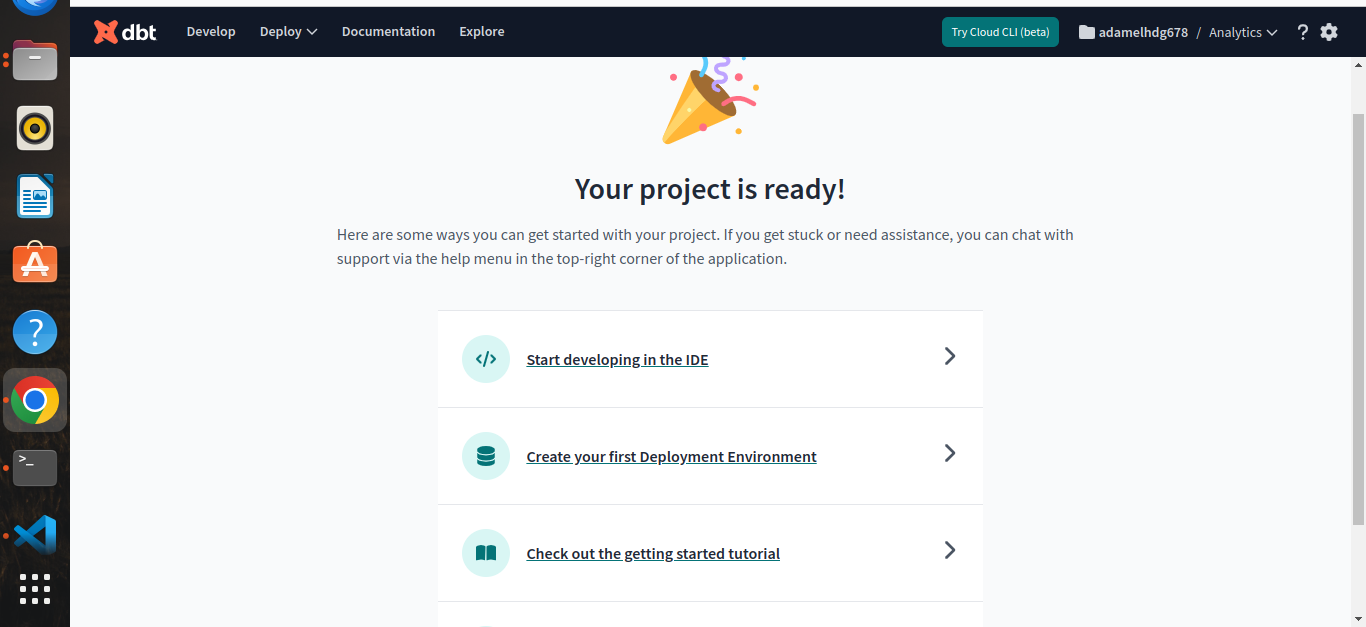 dbt Develop Deploy Documentation Explore Try Cloud CLI (beta) adamelhdg678 / Analytics ?
Your project is ready!
Here are some ways you can get started with your project. If you get stuck or need assistance, you can chat with
support via the help menu in the top-right corner of the application.
</> Start developing in the IDE
Create your first Deployment Environment
Check out the getting started tutorial
?
>_